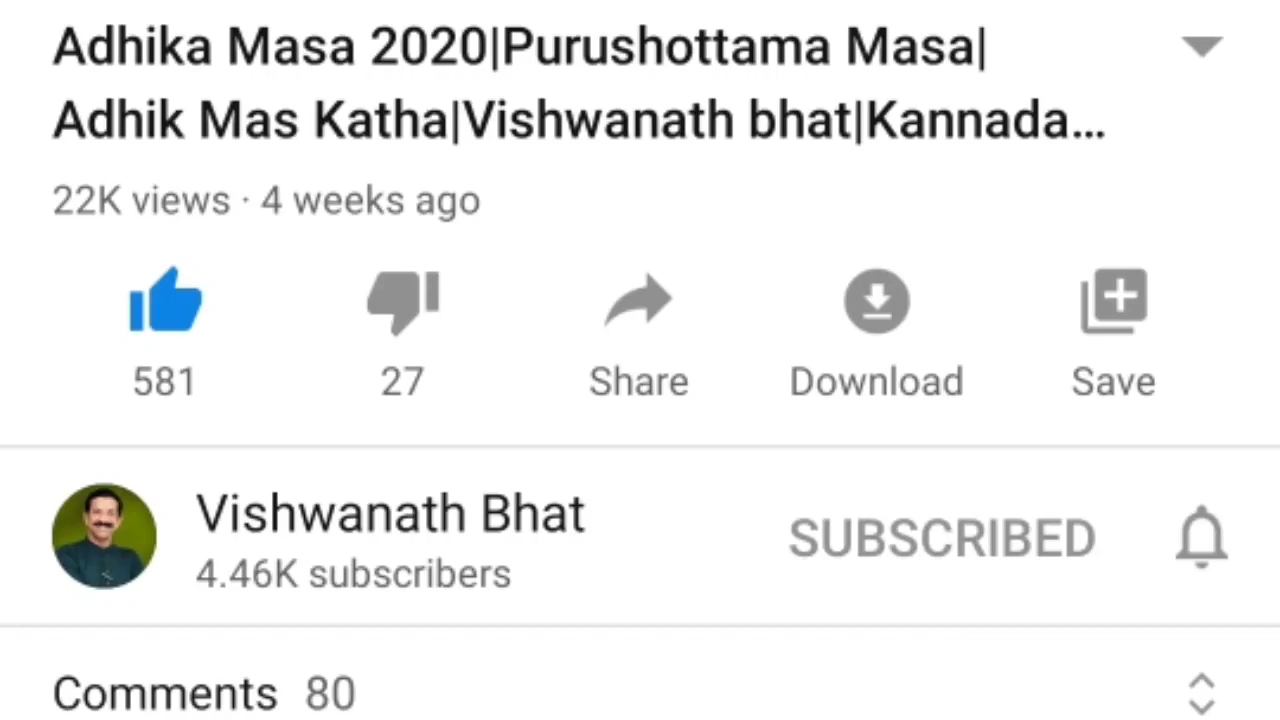 Adhika Masa 2020|Purushottama Masa|
Adhik Mas Katha|Vishwanath bhat|Kannada...
22K views · 4 weeks ago
581 27 Share Download Save
Vishwanath Bhat
SUBSCRIBED
4.46K subscribers
Comments 80